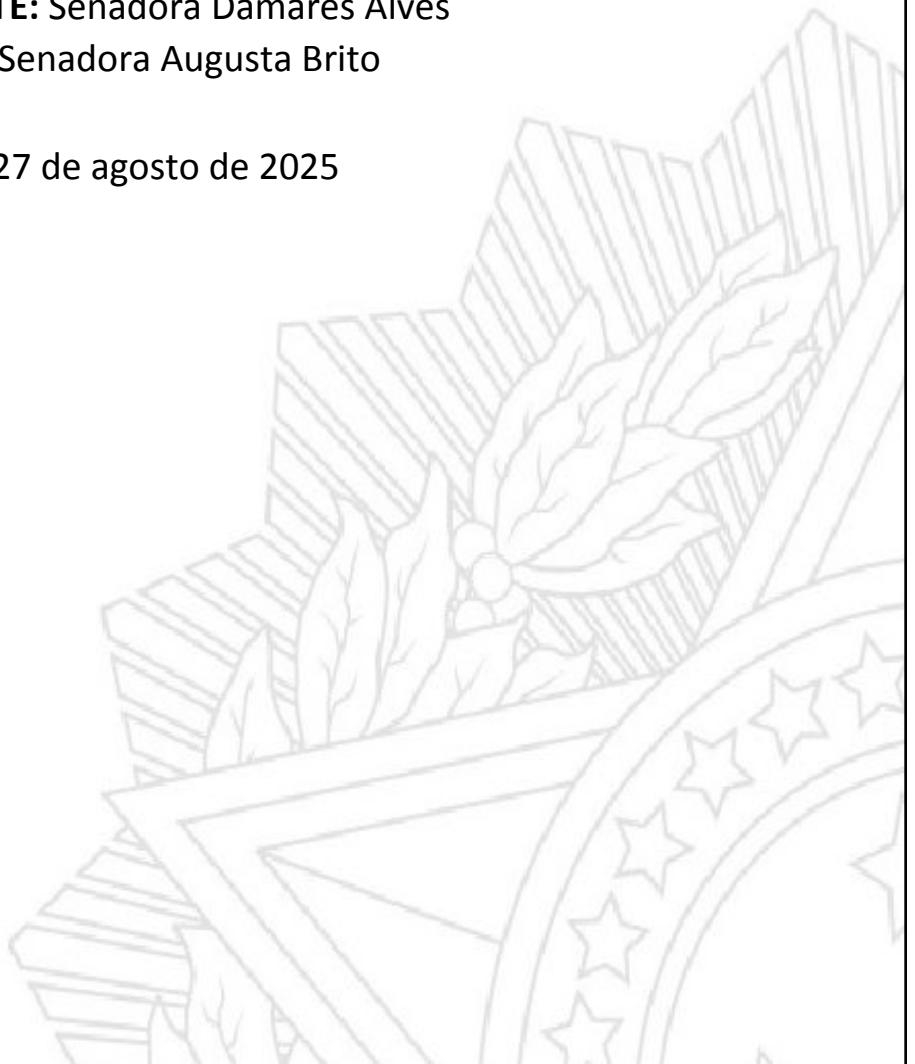 TE: Senadora Damares Alves
Senadora Augusta Brito
27 de agosto de 2025